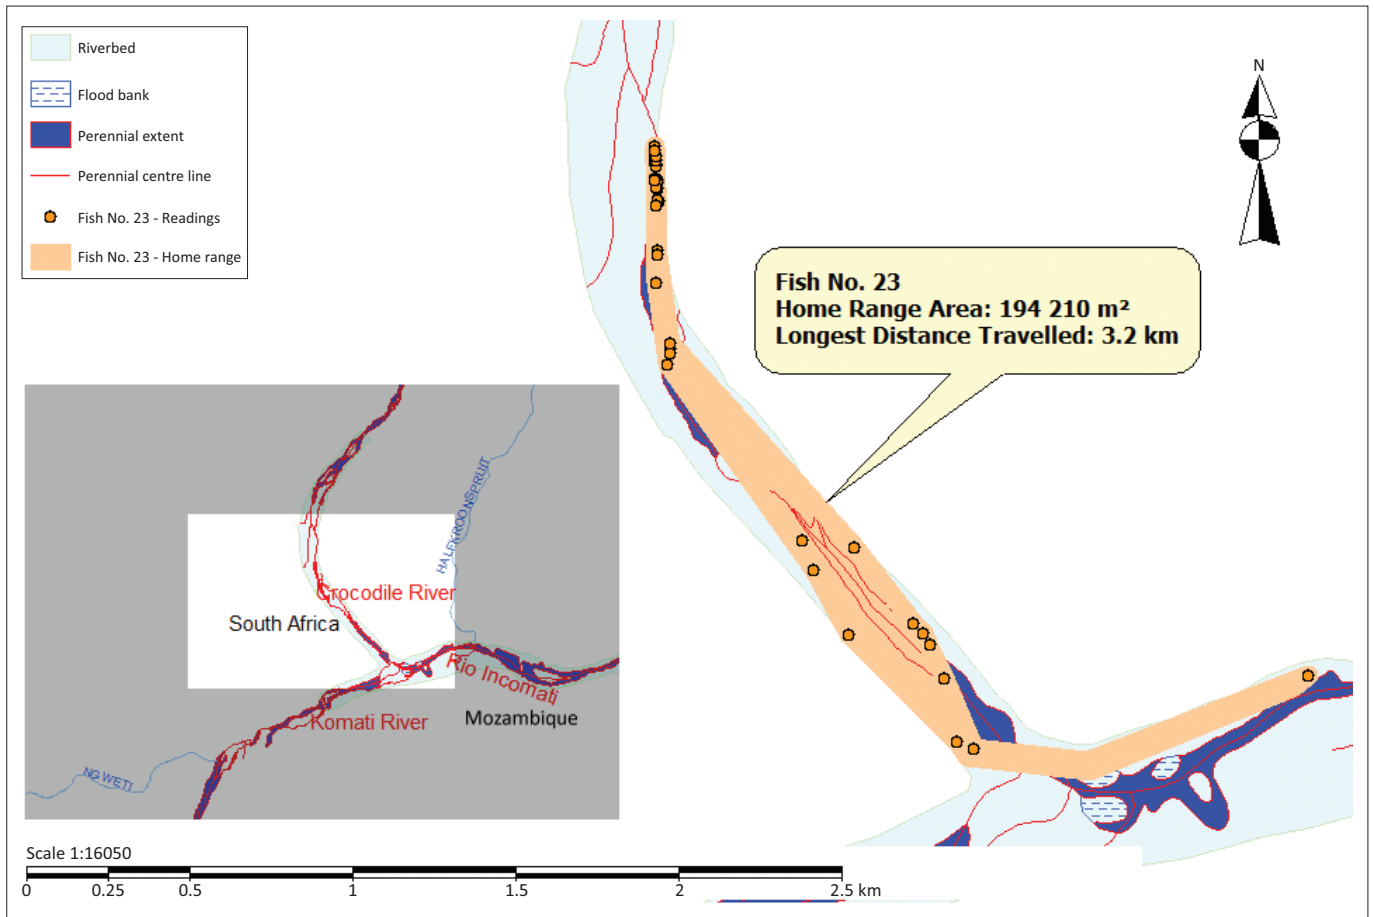 Riverbed
Flood bank
Perennial extent
Perennial centre line
Fish No. 23 - Readings
Fish No. 23 - Home range
N
Fish No. 23
Home Range Area: 194 210 m²
Longest Distance Travelled: 3.2 km
HALFKROONSPRUIT
Crocodile River
South Africa
Rio Incomati
Komati River
Mozambique
NGWETI
Scale 1:16050
0 0.25 0.5 1 1.5 2 2.5 km